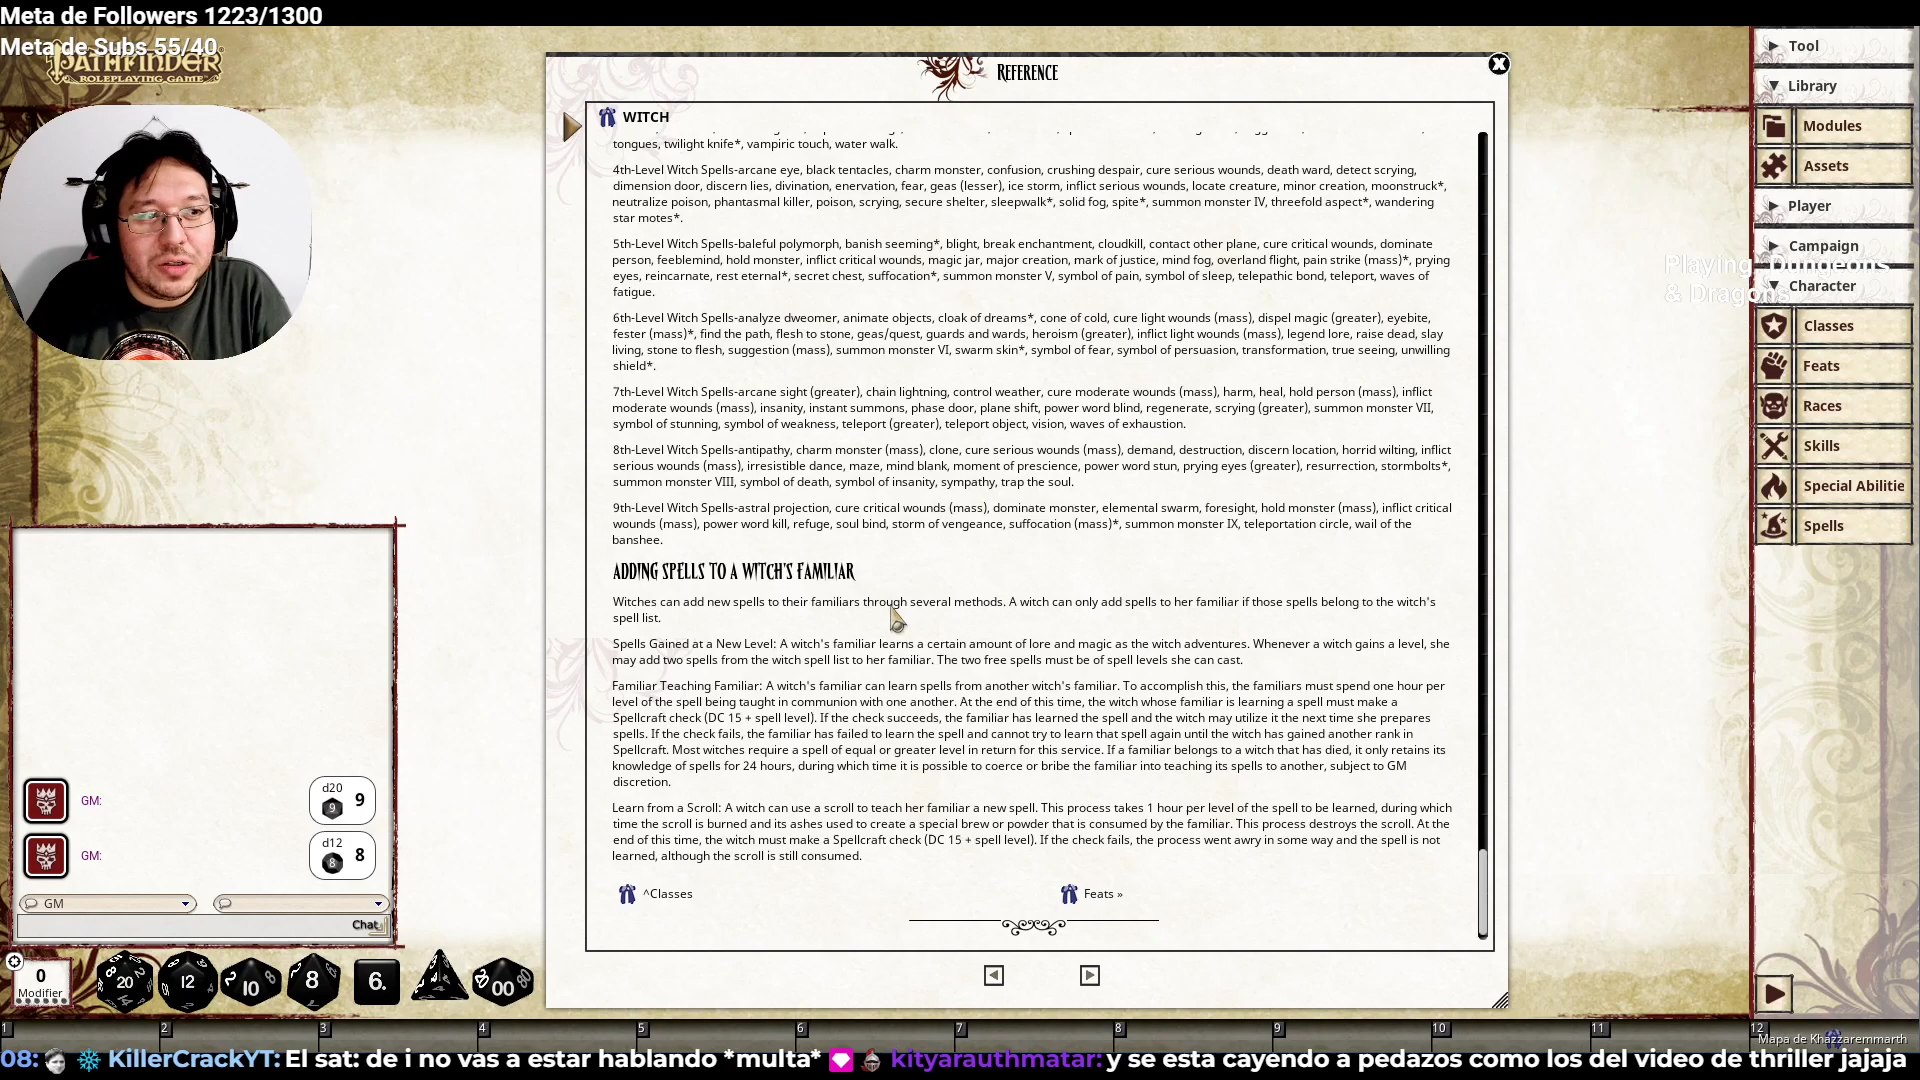 Meta de Followers 1223/1300
Meta de Subs 55/40
PATHFINDER
ROLEPLAYING GAME
REFERENCE
WITCH
tongues, twilight knife*, vampiric touch, water walk.
4th-Level Witch Spells-arcane eye, black tentacles, charm monster, confusion, crushing despair, cure serious wounds, death ward, detect scrying,
dimension door, discern lies, divination, enervation, fear, geas (lesser), ice storm, inflict serious wounds, locate creature, minor creation, moonstruck*,
neutralize poison, phantasmal killer, poison, scrying, secure shelter, sleepwalk*, solid fog, spite*, summon monster IV, threefold aspect*, wandering
star motes*.
5th-Level Witch Spells-baleful polymorph, banish seeming*, blight, break enchantment, cloudkill, contact other plane, cure critical wounds, dominate
person, feeblemind, hold monster, inflict critical wounds, magic jar, major creation, mark of justice, mind fog, overland flight, pain strike (mass)*, prying
eyes, reincarnate, rest eternal*, secret chest, suffocation*, summon monster V, symbol of pain, symbol of sleep, telepathic bond, teleport, waves of
fatigue.
6th-Level Witch Spells-analyze dweomer, animate objects, cloak of dreams*, cone of cold, cure light wounds (mass), dispel magic (greater), eyebite,
fester (mass)*, find the path, flesh to stone, geas/quest, guards and wards, heroism (greater), inflict light wounds (mass), legend lore, raise dead, slay
living, stone to flesh, suggestion (mass), summon monster VI, swarm skin*, symbol of fear, symbol of persuasion, transformation, true seeing, unwilling
shield*.
7th-Level Witch Spells-arcane sight (greater), chain lightning, control weather, cure moderate wounds (mass), harm, heal, hold person (mass), inflict
moderate wounds (mass), insanity, instant summons, phase door, plane shift, power word blind, regenerate, scrying (greater), summon monster VII,
symbol of stunning, symbol of weakness, teleport (greater), teleport object, vision, waves of exhaustion.
8th-Level Witch Spells-antipathy, charm monster (mass), clone, cure serious wounds (mass), demand, destruction, discern location, horrid wilting, inflict
serious wounds (mass), irresistible dance, maze, mind blank, moment of prescience, power word stun, prying eyes (greater), resurrection, stormbolts*,
summon monster VIII, symbol of death, symbol of insanity, sympathy, trap the soul.
9th-Level Witch Spells-astral projection, cure critical wounds (mass), dominate monster, elemental swarm, foresight, hold monster (mass), inflict critical
wounds (mass), power word kill, refuge, soul bind, storm of vengeance, suffocation (mass)*, summon monster IX, teleportation circle, wail of the
banshee.
ADDING SPELLS TO A WITCH'S FAMILIAR
Witches can add new spells to their familiars through several methods. A witch can only add spells to her familiar if those spells belong to the witch's
spell list.
Spells Gained at a New Level: A witch's familiar learns a certain amount of lore and magic as the witch adventures. Whenever a witch gains a level, she
may add two spells from the witch spell list to her familiar. The two free spells must be of spell levels she can cast.
Familiar Teaching Familiar: A witch's familiar can learn spells from another witch's familiar. To accomplish this, the familiars must spend one hour per
level of the spell being taught in communion with one another. At the end of this time, the witch whose familiar is learning a spell must make a
Spellcraft check (DC 15 + spell level). If the check succeeds, the familiar has learned the spell and the witch may utilize it the next time she prepares
spells. If the check fails, the familiar has failed to learn the spell and cannot try to learn that spell again until the witch has gained another rank in
Spellcraft. Most witches require a spell of equal or greater level in return for this service. If a familiar belongs to a witch that has died, it only retains its
knowledge of spells for 24 hours, during which time it is possible to coerce or bribe the familiar into teaching its spells to another, subject to GM
discretion.
Learn from a Scroll: A witch can use a scroll to teach her familiar a new spell. This process takes 1 hour per level of the spell to be learned, during which
time the scroll is burned and its ashes used to create a special brew or powder that is consumed by the familiar. This process destroys the scroll. At the
end of this time, the witch must make a Spellcraft check (DC 15 + spell level). If the check fails, the process went awry in some way and the spell is not
learned, although the scroll is still consumed.
^Classes
Feats »
Tool
Library
Modules
Assets
Player
Campaign
Playing: Dungeons
& Dragons
Character
Classes
Feats
Races
Skills
Special Abilitie
Spells
GM:
d20
9
9
GM:
d12
8
8
GM
Chat
0
Modifier
20
12
10
8
6.
00
1 2 3 4 5 6 7 8 9 10 11 12
Mapa de Khazzaremmarth
08: KillerCrackYT: El sat: de i no vas a estar hablando *multa* kityarauthmatar: y se esta cayendo a pedazos como los del video de thriller jajaja